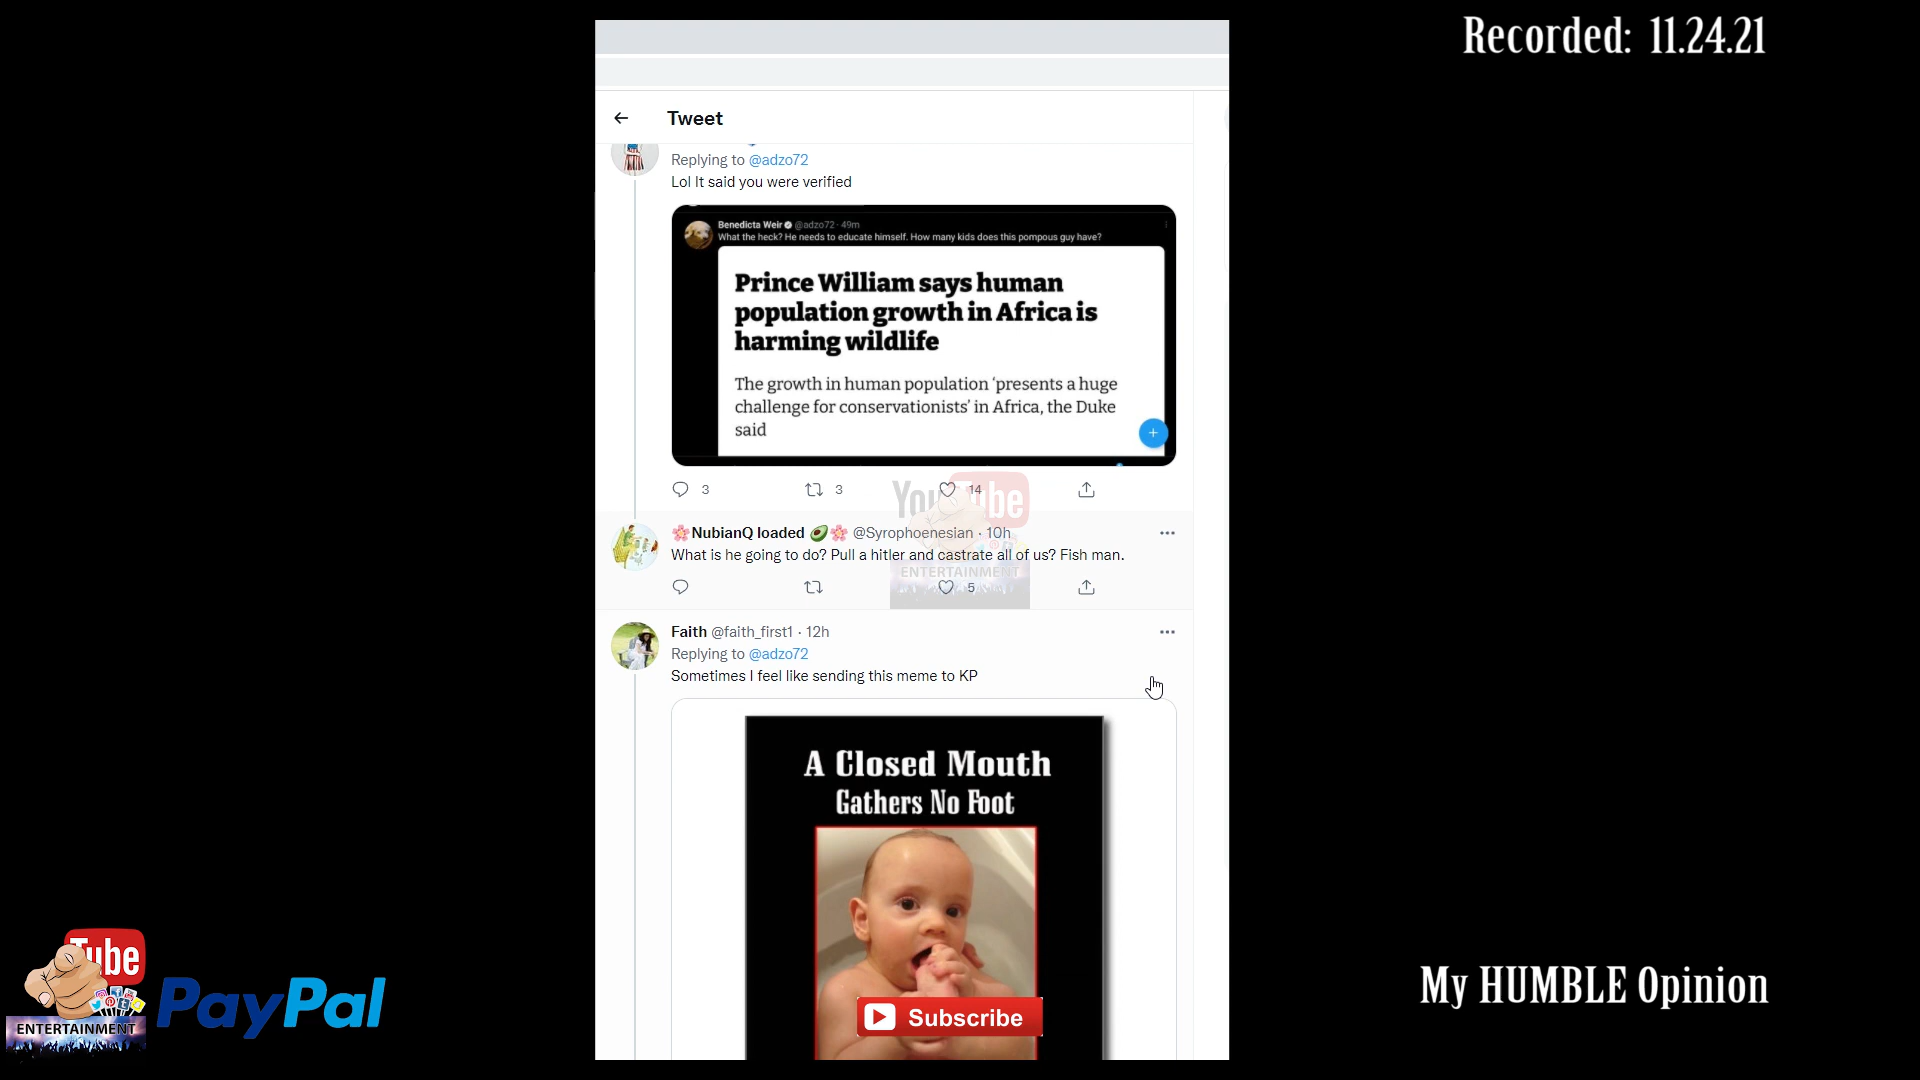 Recorded: 11.24.21
Tweet
Replying to @adzo72
Lol It said you were verified
Benedicta Weir @adzo72 · 49m
What the heck? He needs to educate himself. How many kids does this pompous guy have?
Prince William says human
population growth in Africa is
harming wildlife
The growth in human population ‘presents a huge
challenge for conservationists’ in Africa, the Duke
said
3 3 14
YouTube
🌸NubianQ loaded 🥑🌸 @Syrophoenesian · 10h
What is he going to do? Pull a hitler and castrate all of us? Fish man.
ENTERTAINMENT
5
Faith @faith_first1 · 12h
Replying to @adzo72
Sometimes I feel like sending this meme to KP
A Closed Mouth
Gathers No Foot
Subscribe
Tube
ENTERTAINMENT
PayPal
My HUMBLE Opinion